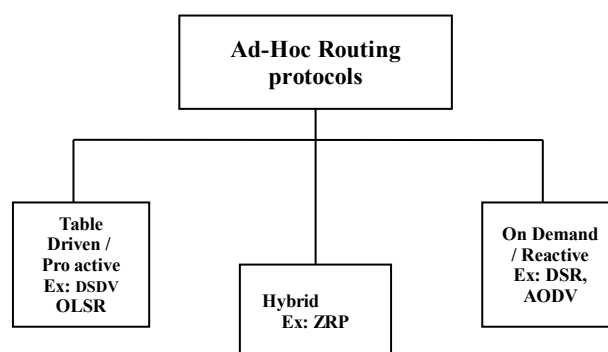 Ad-Hoc Routing
protocols
Table
Driven /
Pro active
Ex: DSDV
OLSR
Hybrid
Ex: ZRP
On Demand
/ Reactive
Ex: DSR,
AODV